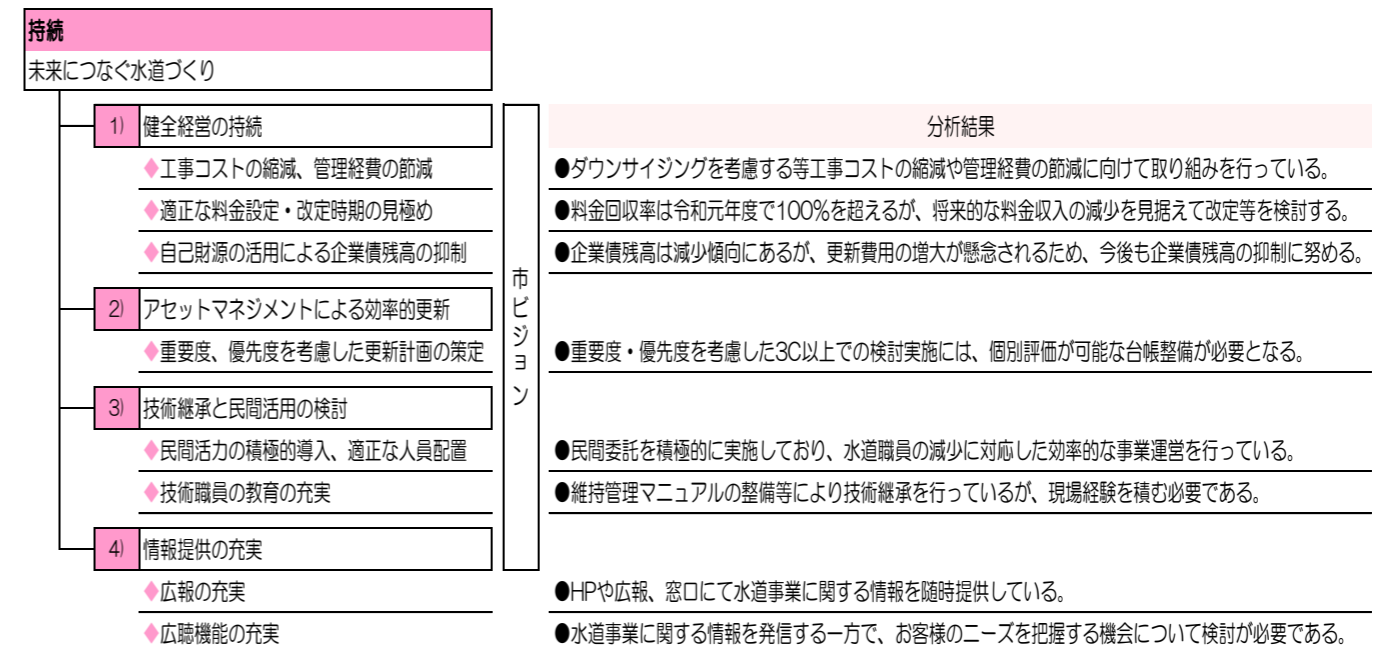 持続
未来につなぐ水道づくり
1) 健全経営の持続
分析結果
◆工事コストの縮減、管理経費の節減
●ダウンサイジングを考慮する等工事コストの縮減や管理経費の節減に向けて取り組みを行っている。
◆適正な料金設定・改定時期の見極め
●料金回収率は令和元年度で100%を超えるが、将来的な料金収入の減少を見据えて改定等を検討する。
◆自己財源の活用による企業債残高の抑制
●企業債残高は減少傾向にあるが、更新費用の増大が懸念されるため、今後も企業債残高の抑制に努める。
市ビジョン
2) アセットマネジメントによる効率的更新
◆重要度、優先度を考慮した更新計画の策定
●重要度・優先度を考慮した3C以上での検討実施には、個別評価が可能な台帳整備が必要となる。
3) 技術継承と民間活用の検討
◆民間活力の積極的導入、適正な人員配置
●民間委託を積極的に実施しており、水道職員の減少に対応した効率的な事業運営を行っている。
◆技術職員の教育の充実
●維持管理マニュアルの整備等により技術継承を行っているが、現場経験を積む必要である。
4) 情報提供の充実
◆広報の充実
●HPや広報、窓口にて水道事業に関する情報を随時提供している。
◆広聴機能の充実
●水道事業に関する情報を発信する一方で、お客様のニーズを把握する機会について検討が必要である。